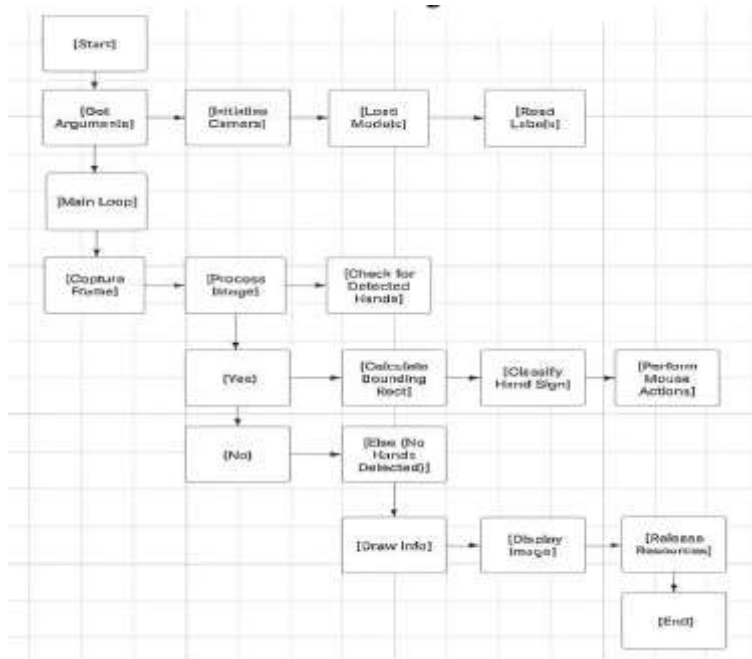 [Start]
[Get
Arguments]
[Initialize
Camera]
[Load
Models]
[Read
Labels]
[Main Loop]
[Capture
Frame]
[Process
Image]
[Check for
Detected
Hands]
(Yes)
[Calculate
Bounding
Rect]
[Classify
Hand Sign]
[Perform
Mouse
Actions]
(No)
[Else (No
Hands
Detected)]
[Draw Info]
[Display
Image]
[Release
Resources]
[End]